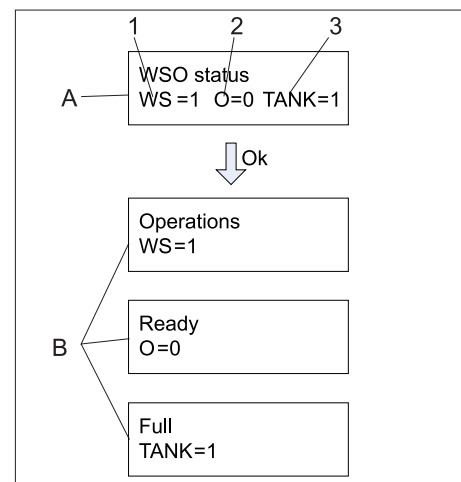 1 2 3
WSO status
A
WS =1 O=0 TANK=1
Ok
Operations
WS=1
Ready
B
O=0
Full
TANK=1